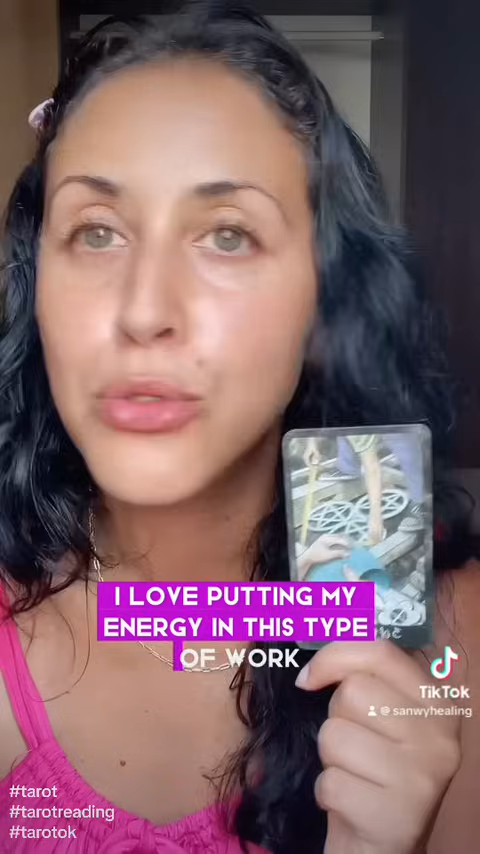 I LOVE PUTTING MY
ENERGY IN THIS TYPE
OF WORK
TikTok
@ sanwyhealing
#tarot
#tarotreading
#tarotok